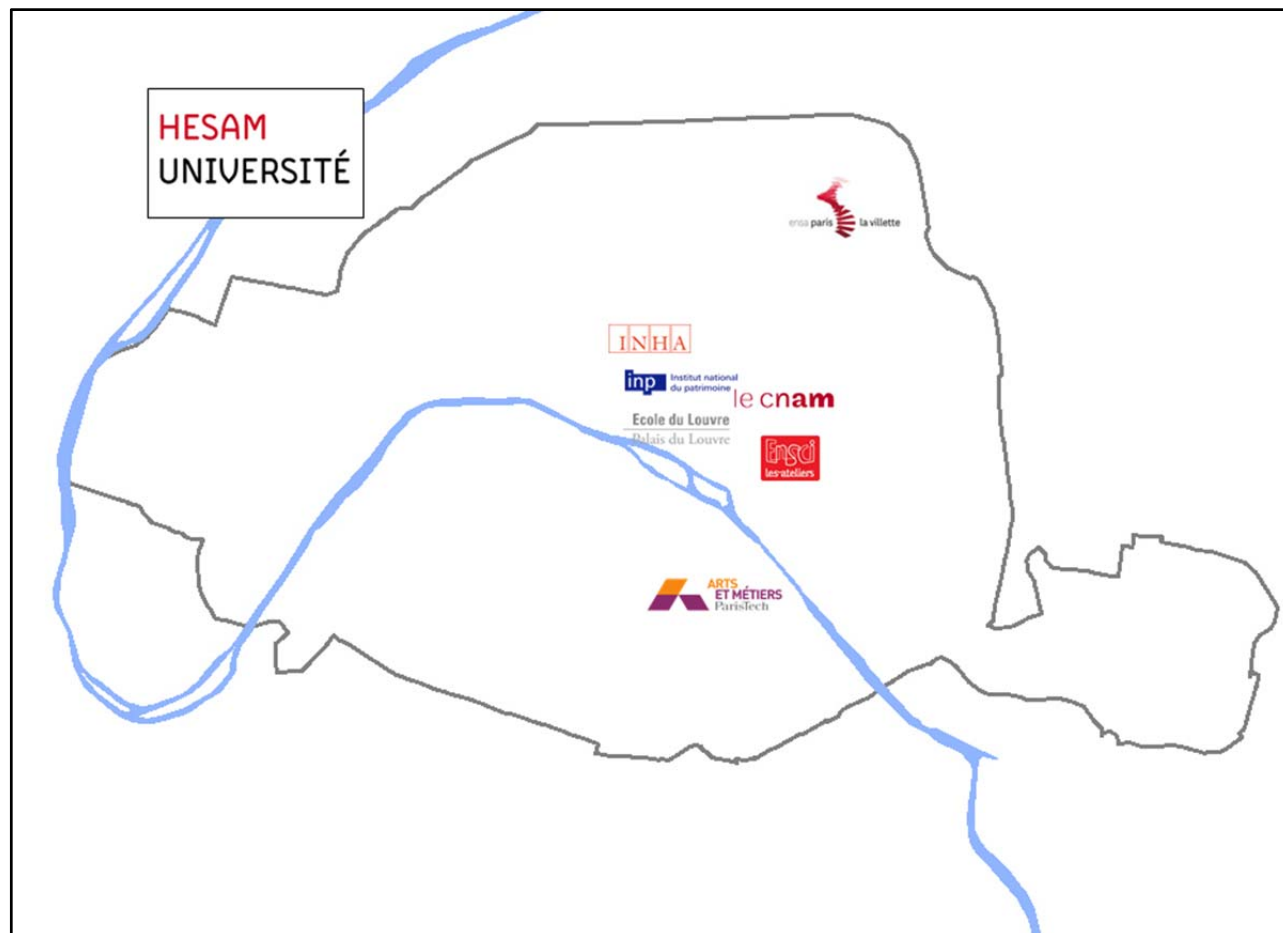 HESAM
UNIVERSITÉ
ensa paris la villette
INHA
inp Institut national
du patrimoine
le cnam
Ecole du Louvre
Palais du Louvre
Ensci
les-ateliers
ARTS
ET MÉTIERS
ParisTech